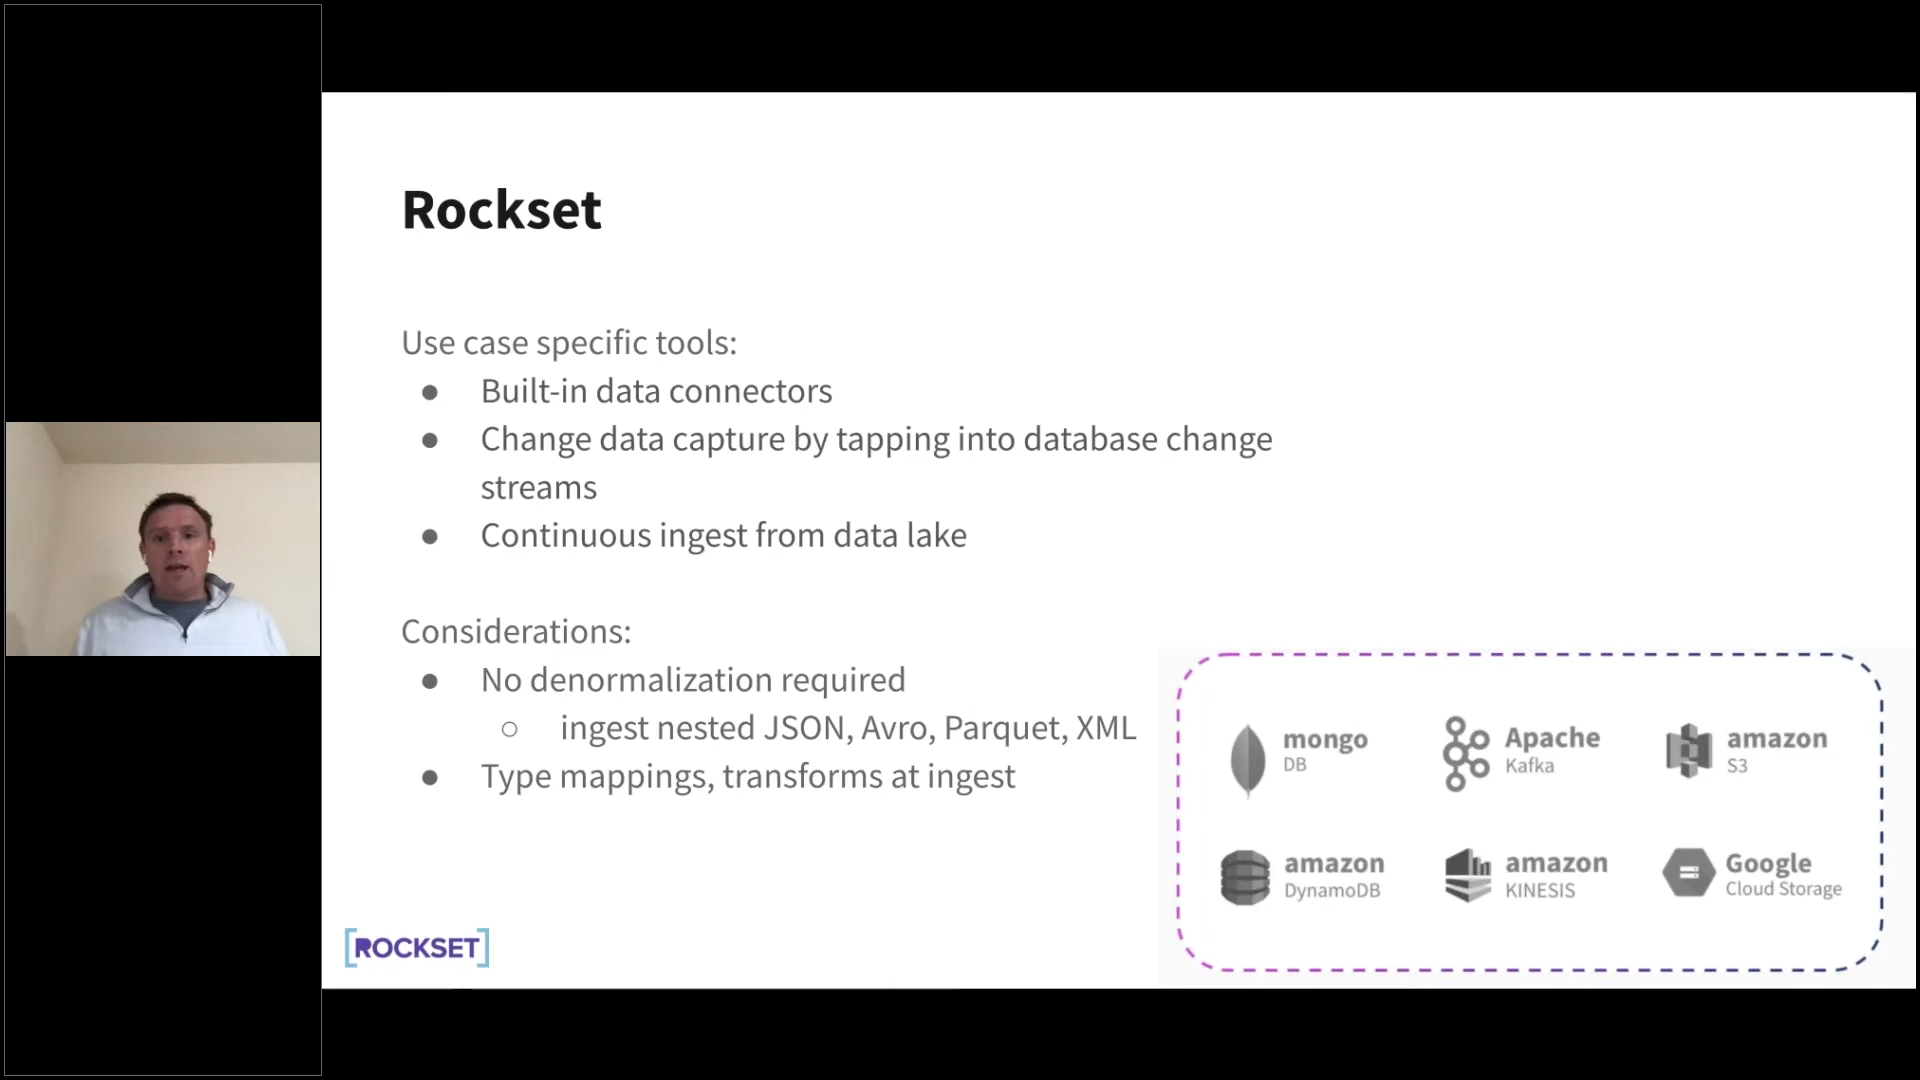 Rockset
Use case specific tools:
● Built-in data connectors
● Change data capture by tapping into database change
streams
● Continuous ingest from data lake
Considerations:
● No denormalization required
○ ingest nested JSON, Avro, Parquet, XML
● Type mappings, transforms at ingest
mongo
DB
Apache
Kafka
amazon
S3
amazon
DynamoDB
amazon
KINESIS
Google
Cloud Storage
[ROCKSET]